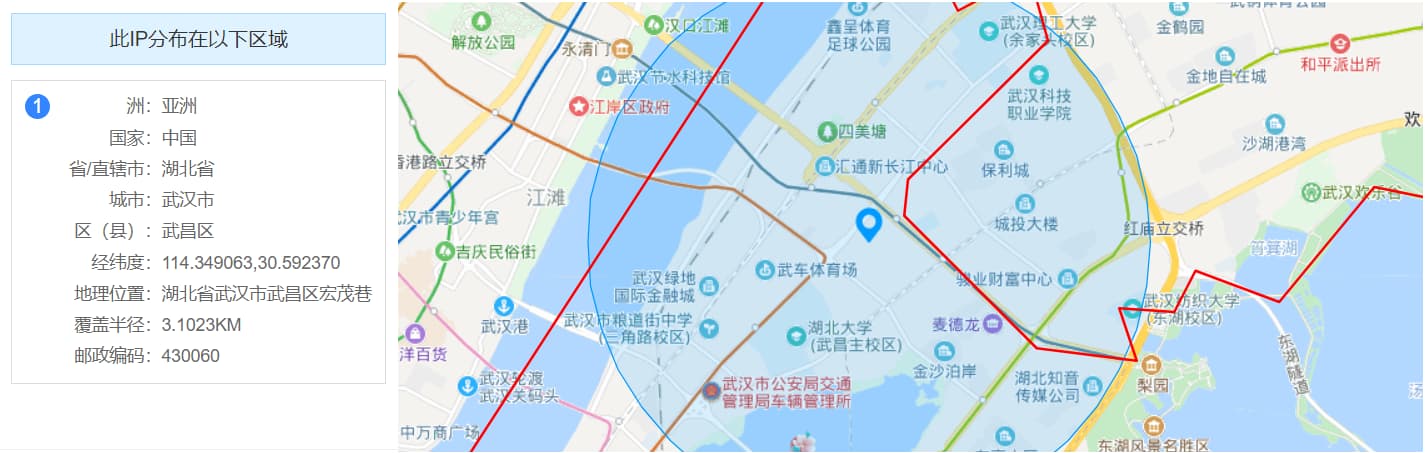 此IP分布在以下区域
1
洲：亚洲
国家：中国
省/直辖市：湖北省
城市：武汉市
区（县）：武昌区
经纬度：114.349063,30.592370
地理位置：湖北省武汉市武昌区宏茂巷
覆盖半径：3.1023KM
邮政编码：430060
解放公园
汉口江滩
永清门
武汉节水科技馆
江岸区政府
香港路立交桥
江滩
武汉市青少年宫
吉庆民俗街
武汉港
洋百货
武汉轮渡
武汉关码头
中万商广场
鑫呈体育
足球公园
武汉理工大学
(余家头校区)
金鹤园
武钢体育公园
和平派出所
金地自在城
武汉科技
职业学院
四美塘
汇通新长江中心
保利城
沙湖港湾
欢
武汉欢乐谷
城投大楼
红庙立交桥
筲箕湖
武车体育场
武汉绿地
国际金融城
骏业财富中心
武汉纺织大学
(东湖校区)
武汉市粮道街中学
(三角路校区)
湖北大学
(武昌主校区)
麦德龙
金沙泊岸
东湖隧道
梨园
湖北知音
传媒公司
武汉市公安局交通
管理局车辆管理所
汤
东湖风景名胜区